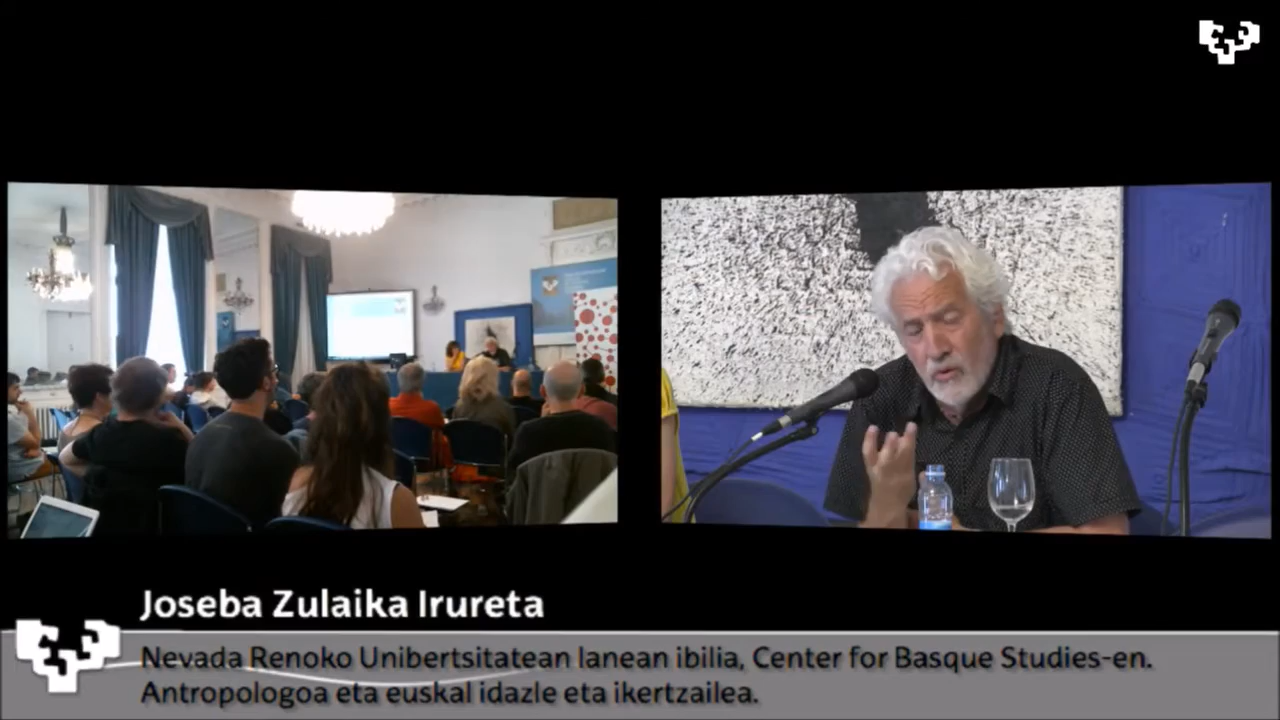 Joseba Zulaika Irureta
Nevada Renoko Unibertsitatean lanean ibilia, Center for Basque Studies-en.
Antropologoa eta euskal idazle eta ikertzailea.